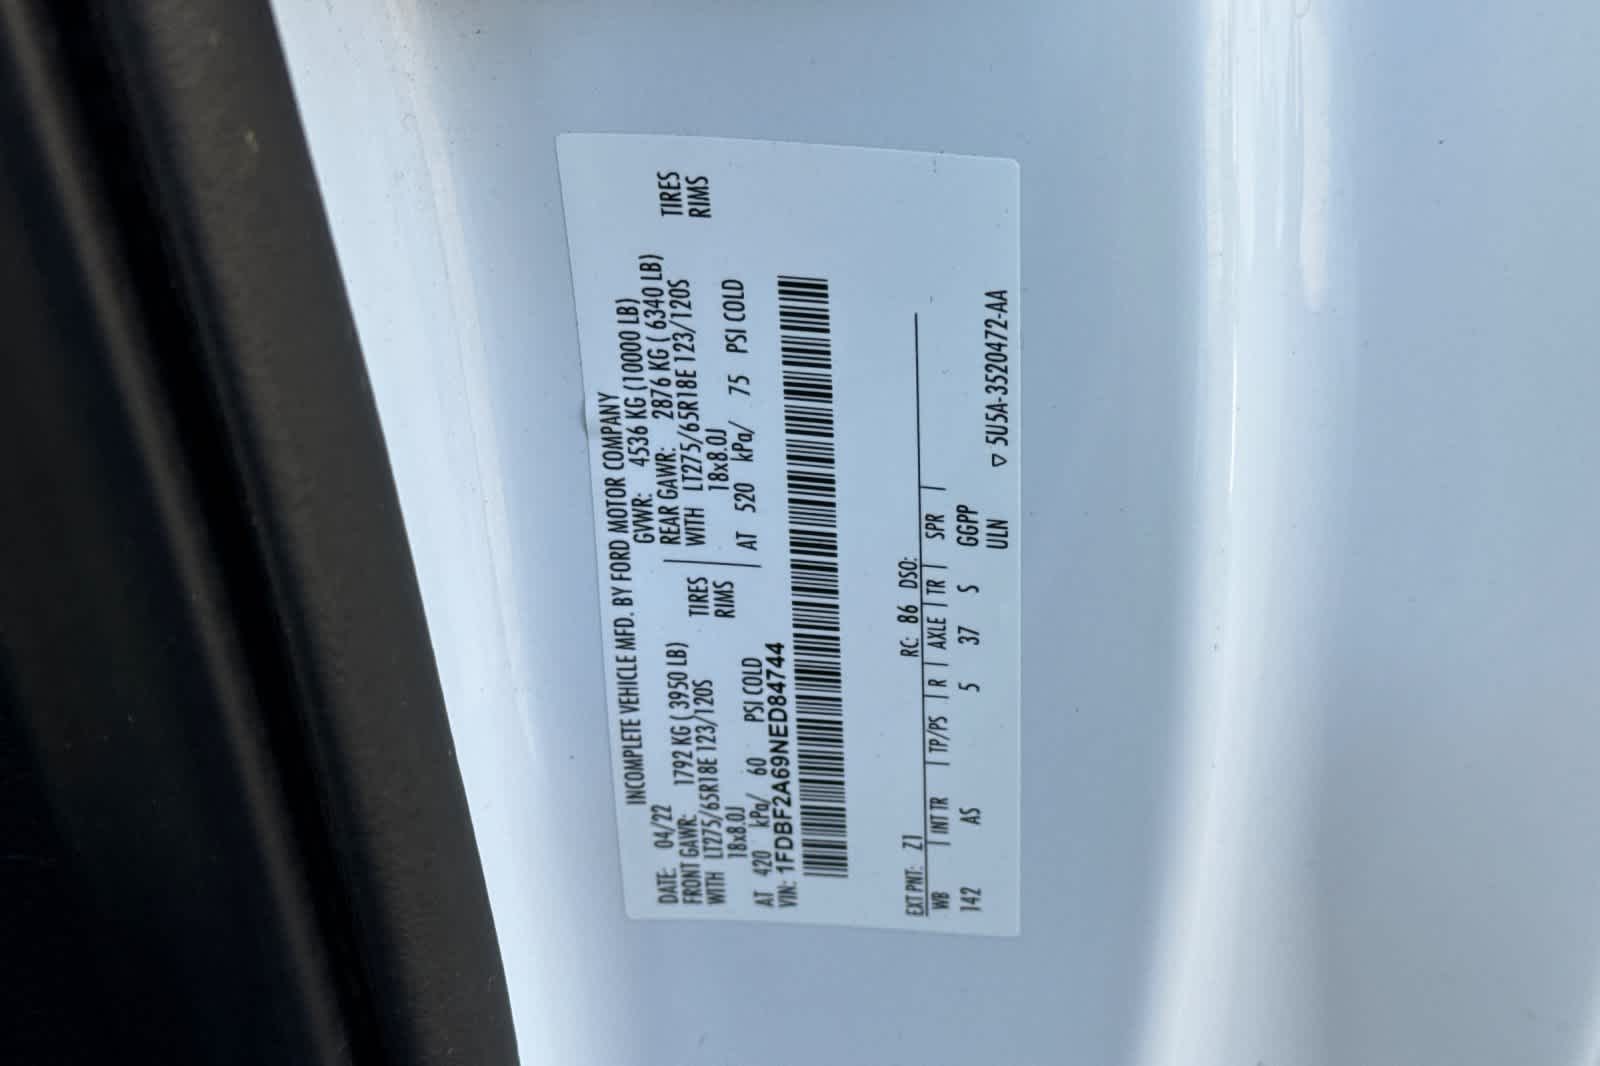 INCOMPLETE VEHICLE MFD. BY FORD MOTOR COMPANY
DATE: 04/22 GVWR: 4536 KG (10000 LB)
FRONT GAWR: 1792 KG ( 3950 LB) REAR GAWR: 2876 KG ( 6340 LB)
WITH LT275/65R18E 123/120S TIRES WITH LT275/65R18E 123/120S TIRES
18x8.0J RIMS 18x8.0J RIMS
AT 420 kPa/ 60 PSI COLD AT 520 kPa/ 75 PSI COLD
VIN: 1FDBF2A69NED84744
EXT PNT: Z1 RC: 86 DSO:
WB | INT TR | TP/PS | R | AXLE | TR | SPR |
142 AS 5 37 S GGPP
ULN ▽ 5U5A-3520472-AA